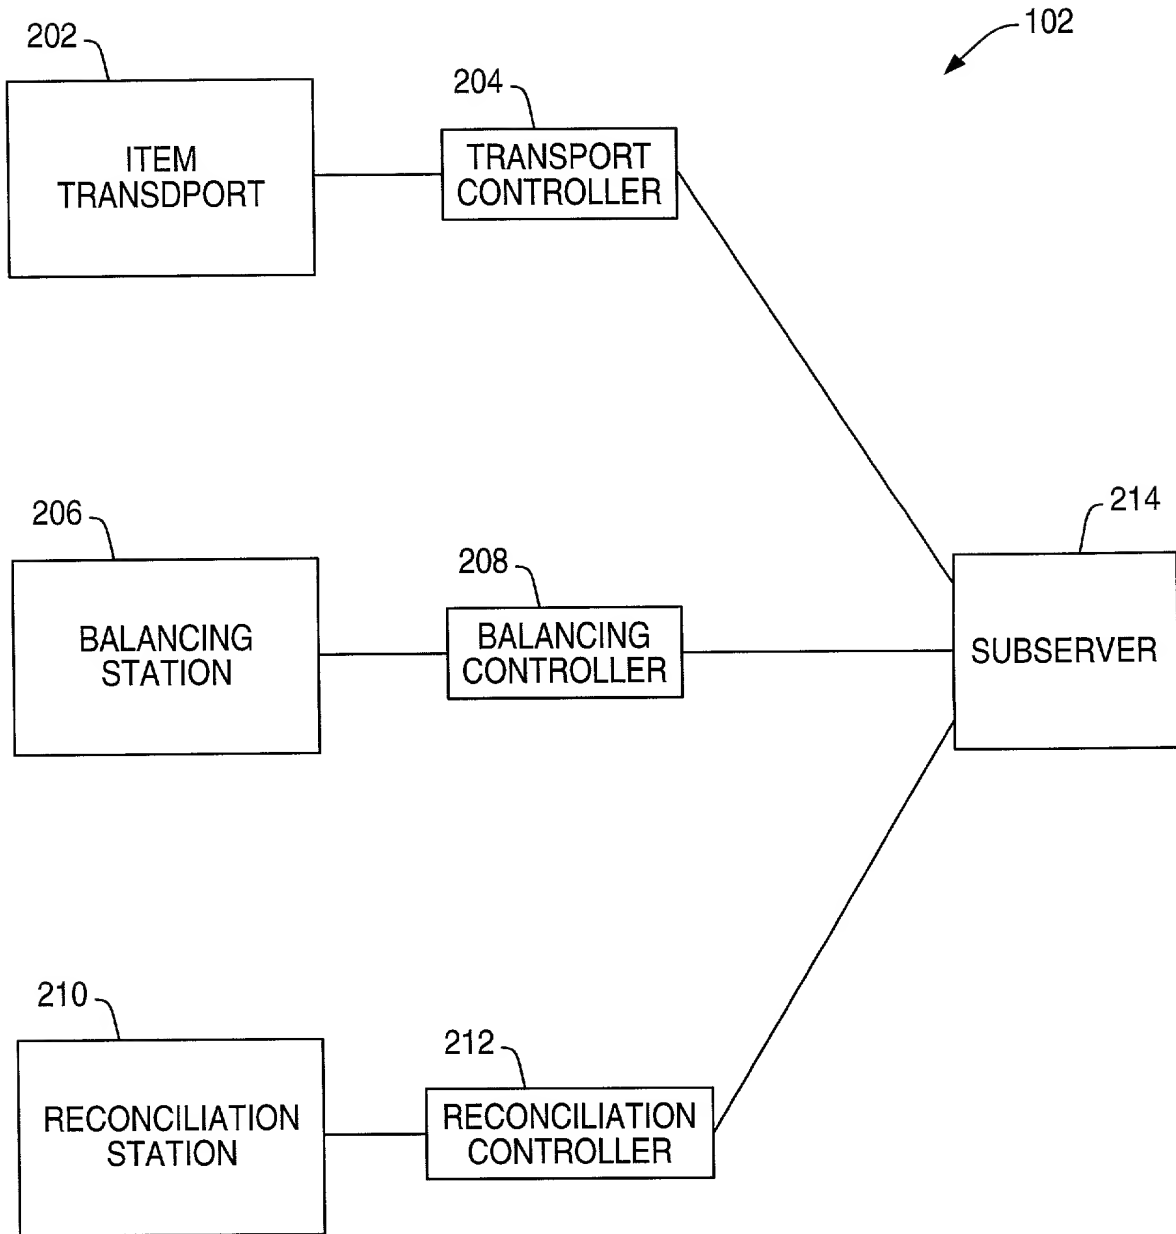 102
202
204
ITEM
TRANSDPORT
TRANSPORT
CONTROLLER
206
208
214
BALANCING
STATION
BALANCING
CONTROLLER
SUBSERVER
210
212
RECONCILIATION
STATION
RECONCILIATION
CONTROLLER